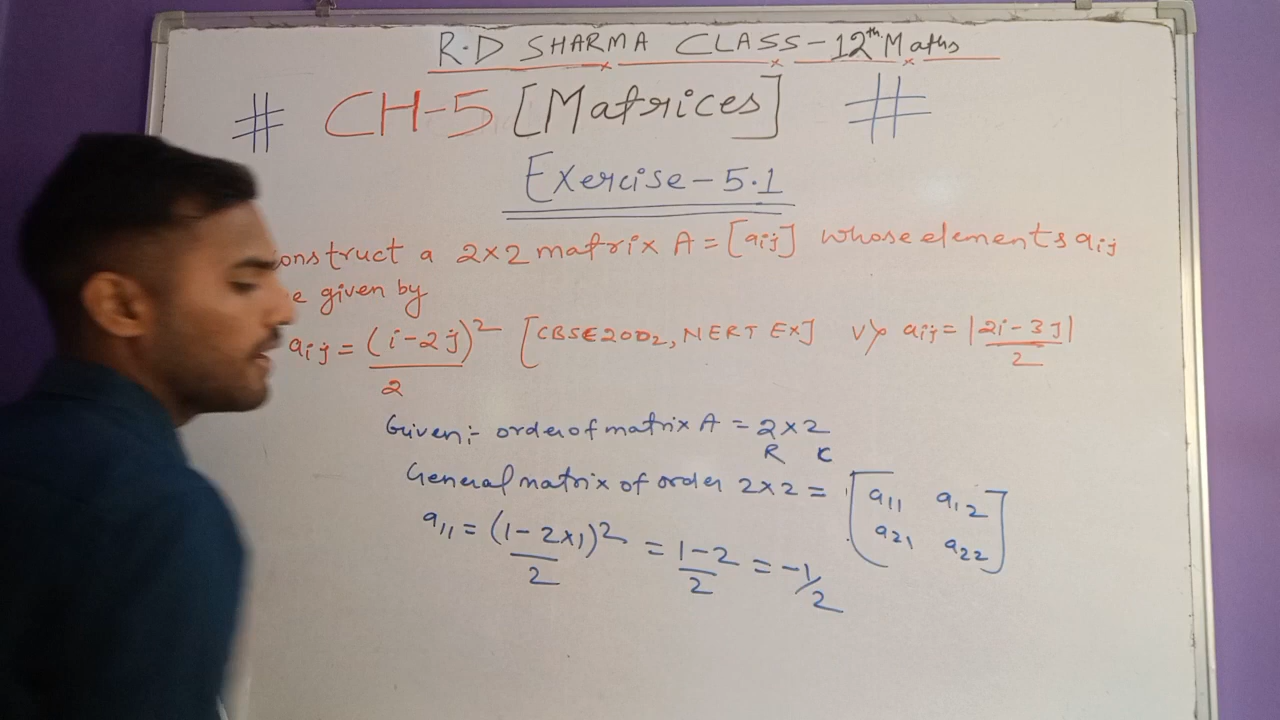 R.D SHARMA CLASS-12th Maths
# CH-5 [Matrices] #
Exercise-5.1
onstruct a 2×2 matrix A = [aij] whose elements aij
e given by
aij = (i-2j)²/2 [CBSE2002, NERT EX] v> aij = |2i-3j|/2
Given:- order of matrix A = 2×2
R C
General matrix of order 2×2 = [a11 a12
a21 a22]
a11 = (1-2×1)²/2 = 1-2/2 = -1/2